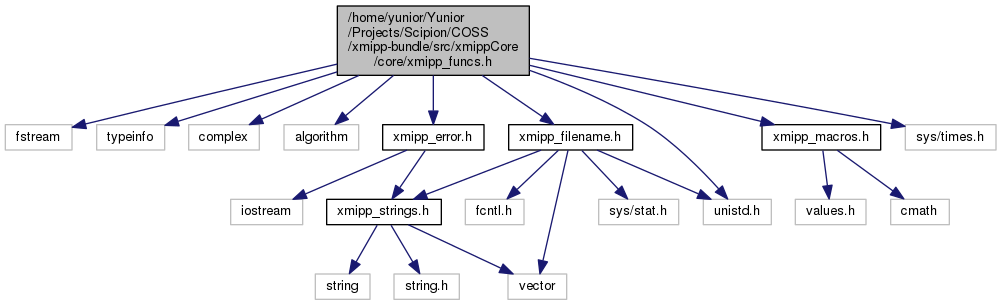 /home/yunior/Yunior
/Projects/Scipion/COSS
/xmipp-bundle/src/xmippCore
/core/xmipp_funcs.h
fstream
typeinfo
complex
algorithm
xmipp_error.h
xmipp_filename.h
xmipp_macros.h
sys/times.h
iostream
xmipp_strings.h
fcntl.h
sys/stat.h
unistd.h
values.h
cmath
string
string.h
vector